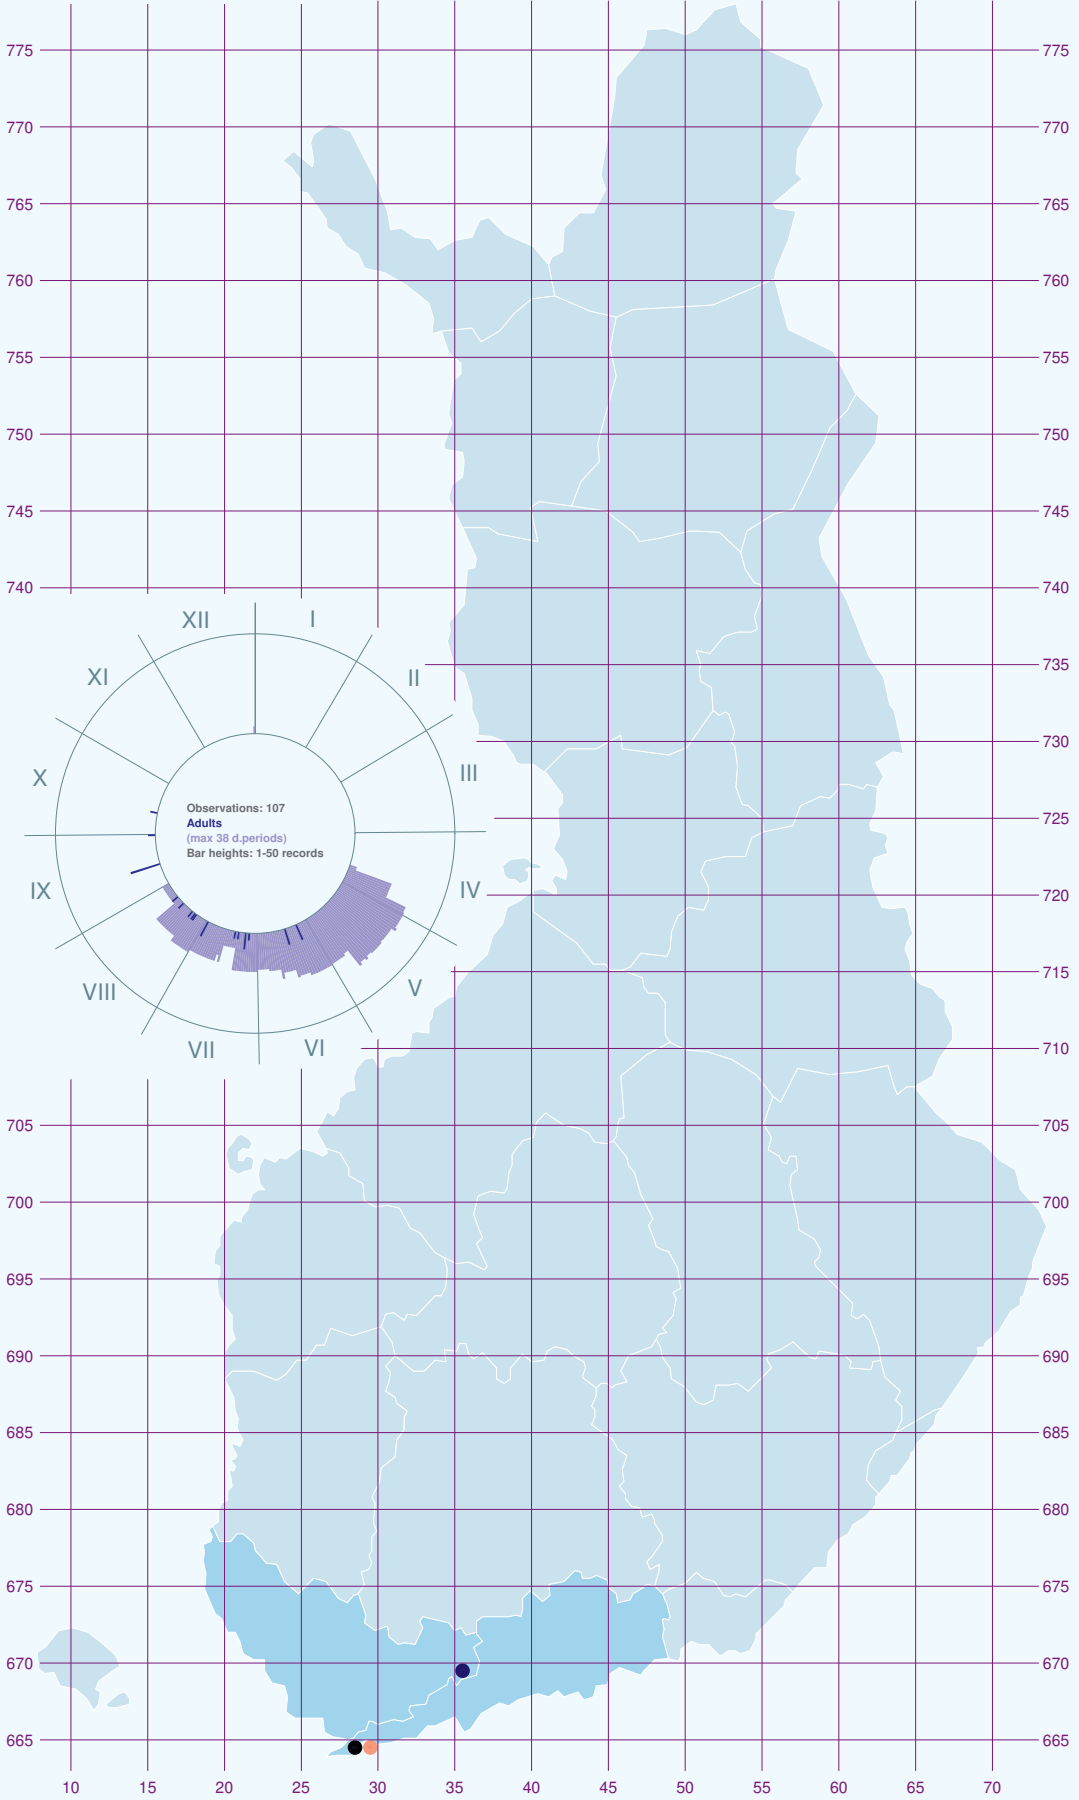 775 775
770 770
765 765
760 760
755 755
750 750
745 745
740 740
XII I
XI II
735
730
X III
725
Observations: 107
Adults
(max 38 d.periods)
Bar heights: 1-50 records
IX IV
720
VIII V
715
VII VI
710
705 705
700 700
695 695
690 690
685 685
680 680
675 675
670 670
665 665
10 15 20 25 30 35 40 45 50 55 60 65 70